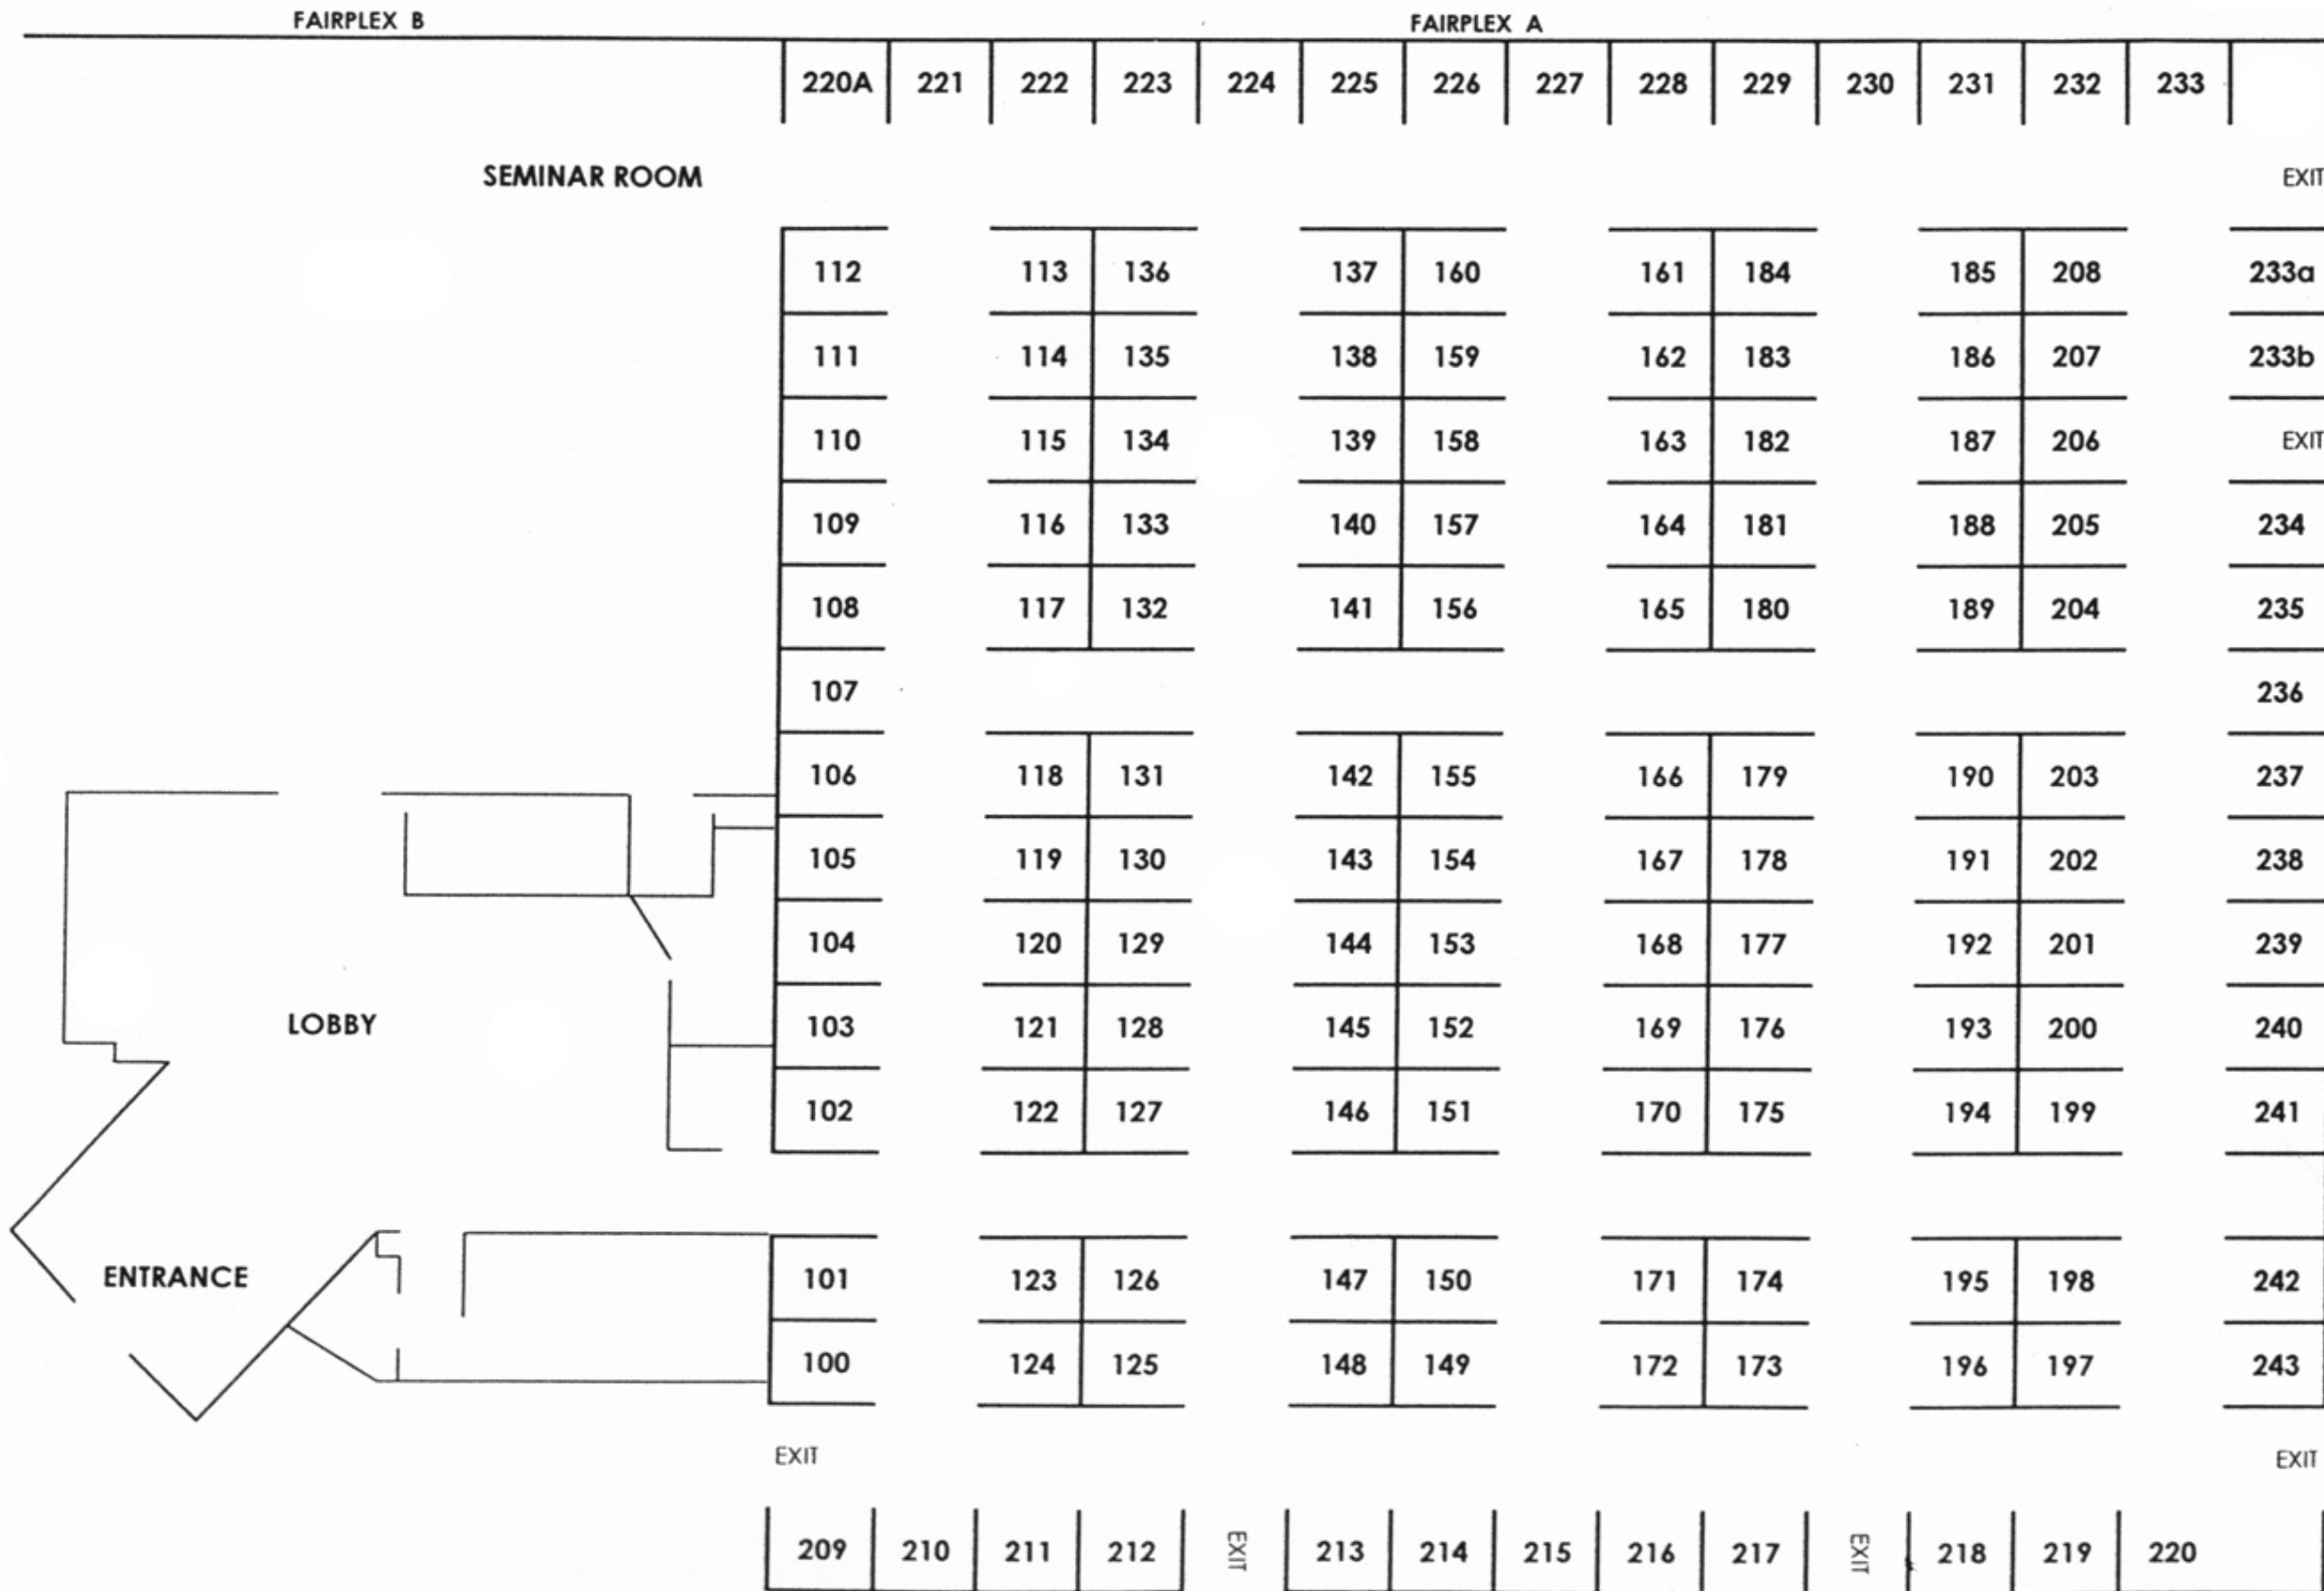 FAIRPLEX B FAIRPLEX A
220A 221 222 223 224 225 226 227 228 229 230 231 232 233
SEMINAR ROOM EXIT
112 113 136 137 160 161 184 185 208 233a
111 114 135 138 159 162 183 186 207 233b
110 115 134 139 158 163 182 187 206 EXIT
109 116 133 140 157 164 181 188 205 234
108 117 132 141 156 165 180 189 204 235
107 236
106 118 131 142 155 166 179 190 203 237
105 119 130 143 154 167 178 191 202 238
104 120 129 144 153 168 177 192 201 239
LOBBY 103 121 128 145 152 169 176 193 200 240
102 122 127 146 151 170 175 194 199 241
ENTRANCE 101 123 126 147 150 171 174 195 198 242
100 124 125 148 149 172 173 196 197 243
EXIT EXIT
209 210 211 212 EXIT 213 214 215 216 217 EXIT 218 219 220